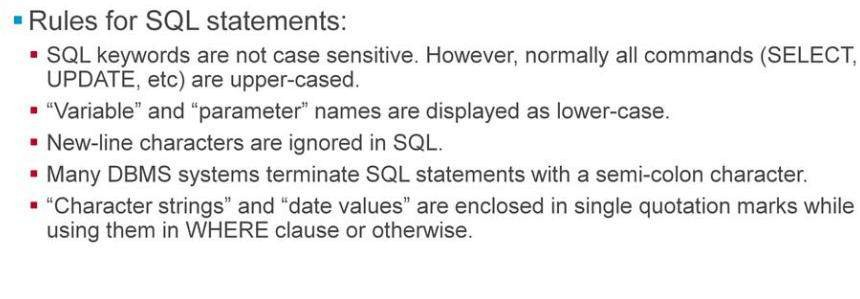 Rules for SQL statements:
SQL keywords are not case sensitive. However, normally all commands (SELECT,
UPDATE, etc) are upper-cased.
“Variable” and “parameter” names are displayed as lower-case.
New-line characters are ignored in SQL.
Many DBMS systems terminate SQL statements with a semi-colon character.
“Character strings” and “date values” are enclosed in single quotation marks while
using them in WHERE clause or otherwise.